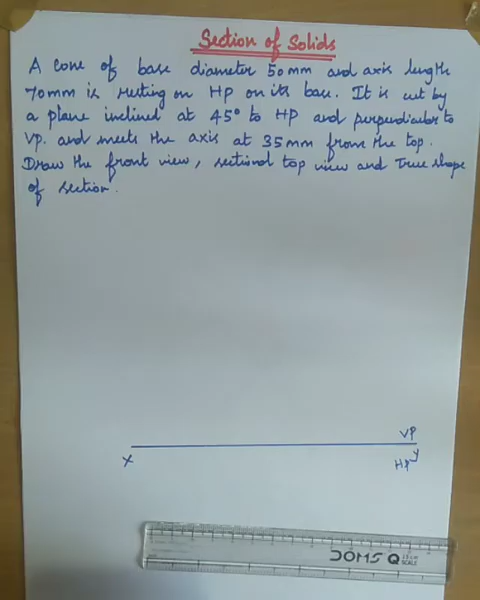 Section of Solids
A cone of base diameter 50mm and axis length
70mm is resting on HP on its base. It is cut by
a plane inclined at 45° to HP and perpendicular to
VP. and meets the axis at 35mm from the top.
Draw the front view, sectional top view and True shape
of section.
VP
X
HP
Y
DOMS Q
SCALE